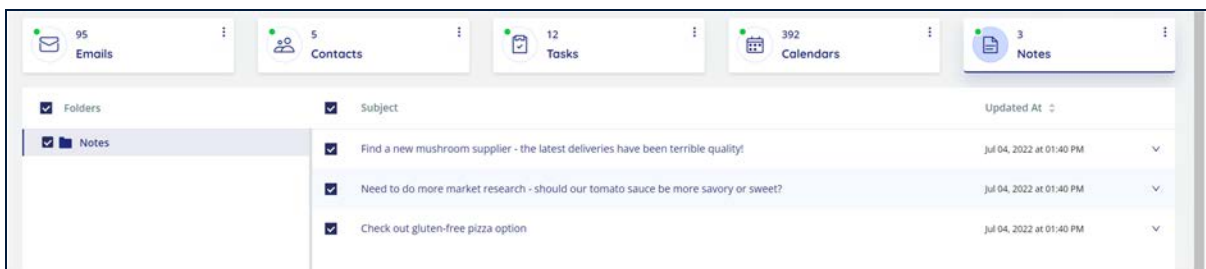 95
Emails
5
Contacts
12
Tasks
392
Calendars
3
Notes
Folders
Subject
Updated At
Notes
Find a new mushroom supplier - the latest deliveries have been terrible quality!
Jul 04, 2022 at 01:40 PM
Need to do more market research - should our tomato sauce be more savory or sweet?
Jul 04, 2022 at 01:40 PM
Check out gluten-free pizza option
Jul 04, 2022 at 01:40 PM